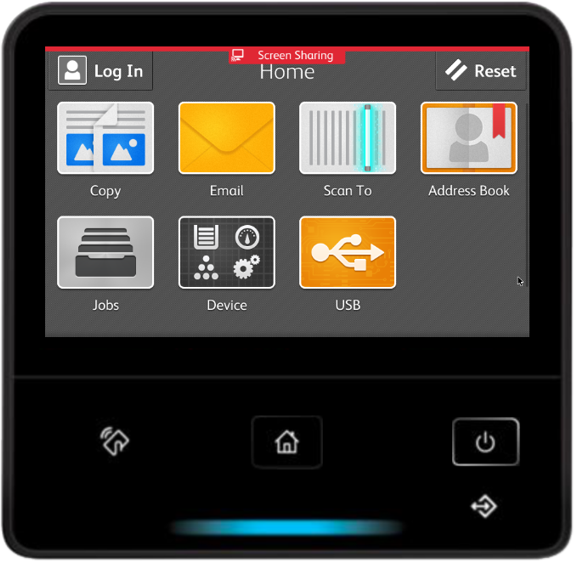 Screen Sharing
Log In
Home
Reset
Copy
Email
Scan To
Address Book
Jobs
Device
USB